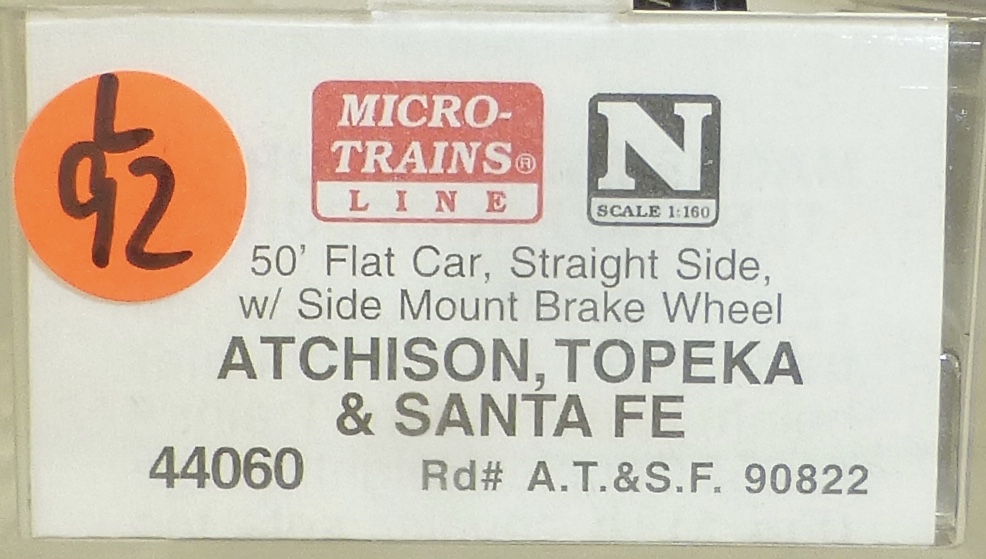 L
92
MICRO-
TRAINS®
LINE
N
SCALE 1:160
50' Flat Car, Straight Side,
w/ Side Mount Brake Wheel
ATCHISON, TOPEKA
& SANTA FE
44060 Rd# A.T.&S.F. 90822